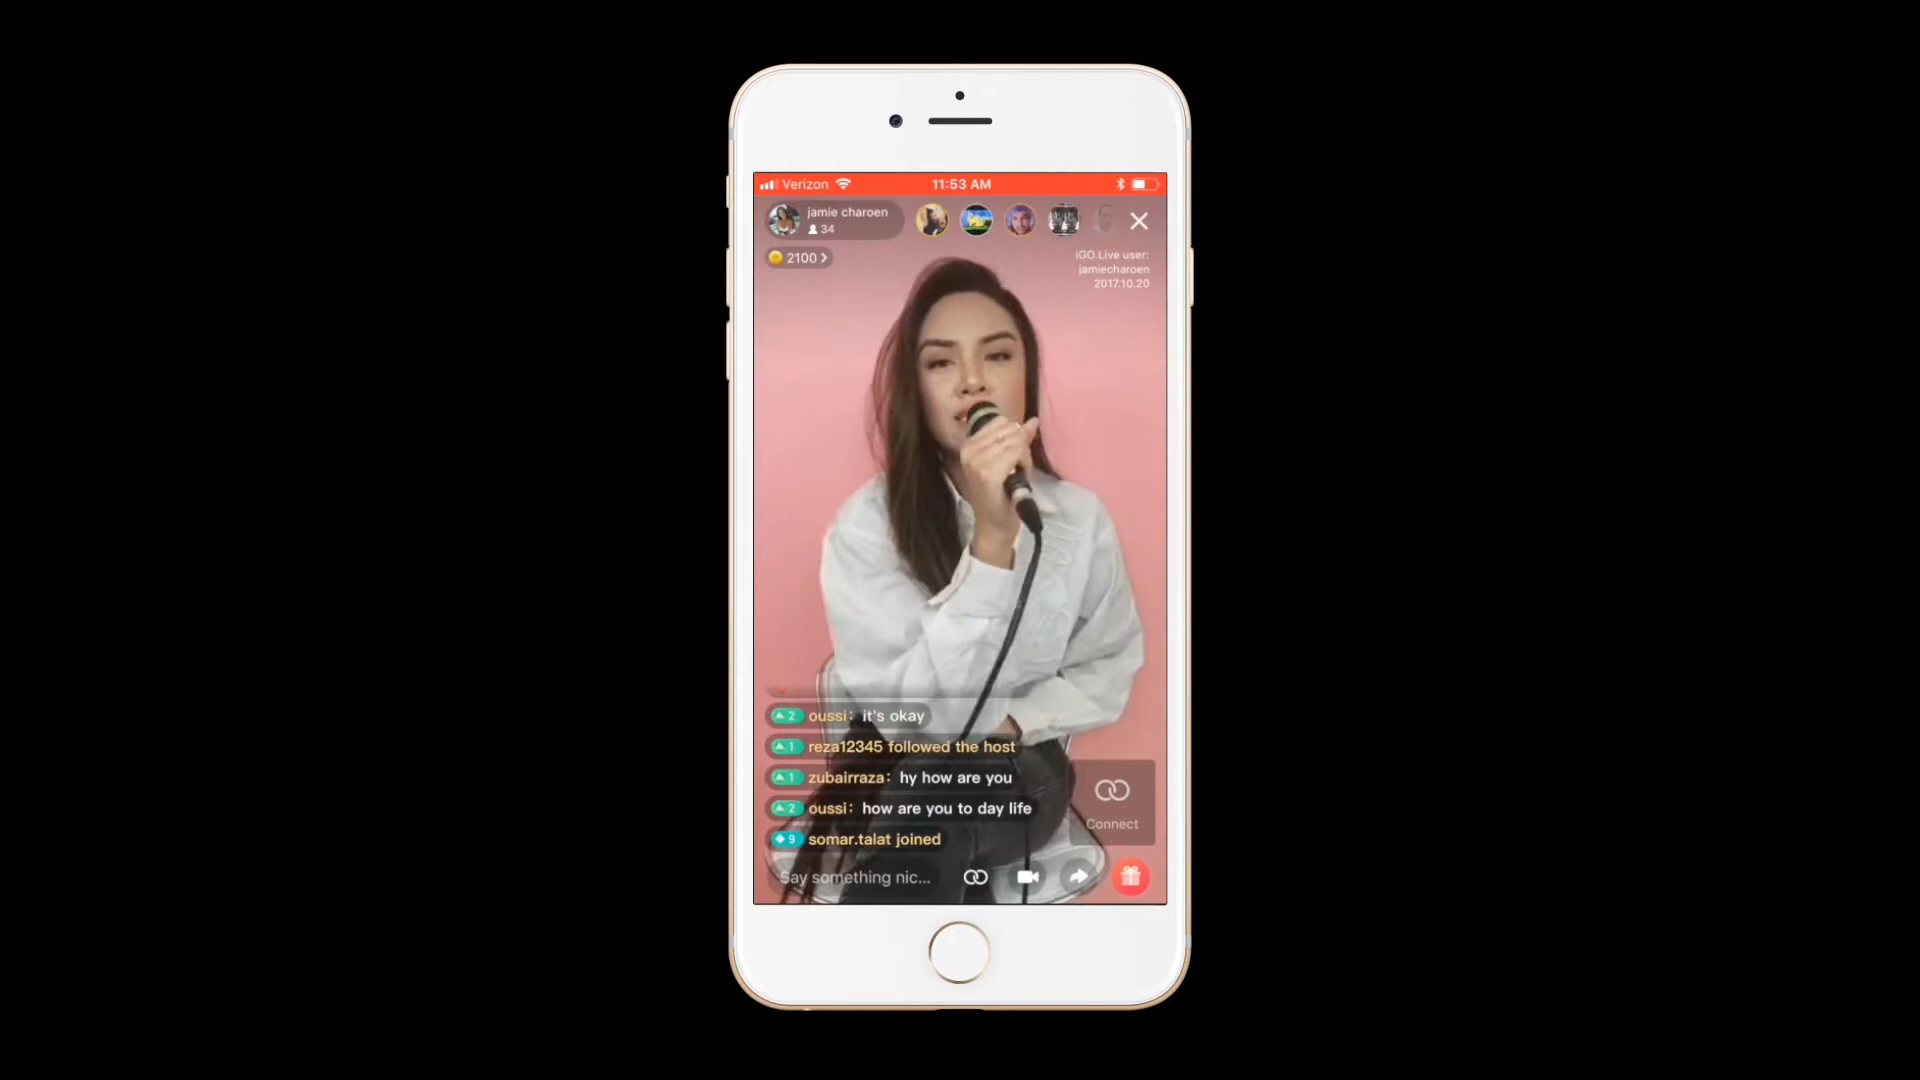 Verizon 11:53 AM
jamie charoen
34
2100
iGO.Live user:
jamiecharoen
2017.10.20
2 oussi: it's okay
1 reza12345 followed the host
1 zubairraza: hy how are you
2 oussi: how are you to day life
9 somar.talat joined
Connect
Say something nic...